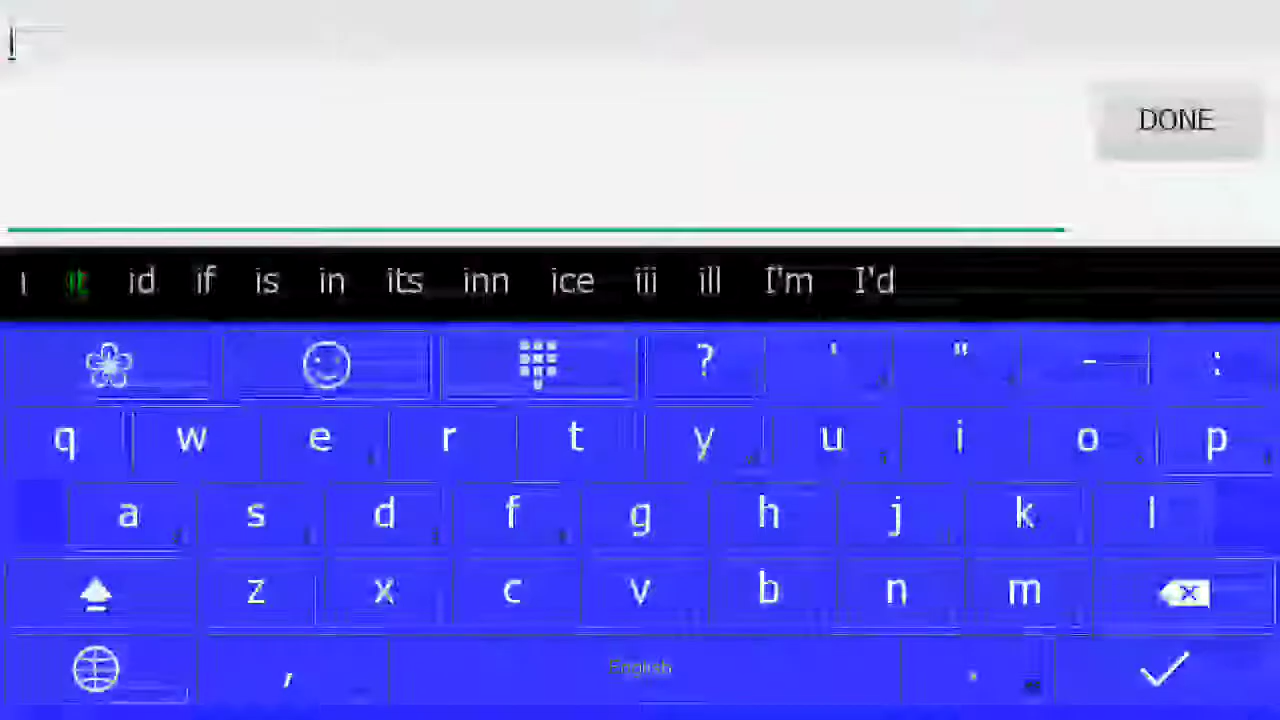 i
DONE
i it id if is in its inn ice iii ill I'm I'd
? ' " - :
q w e r t y u i o p
a s d f g h j k l
z x c v b n m
, English .